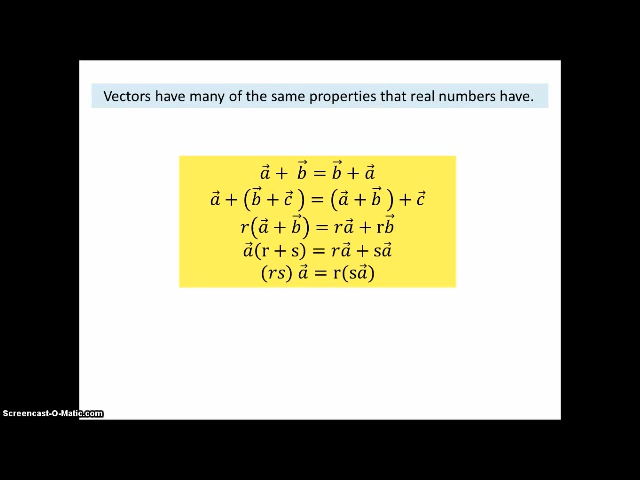 Vectors have many of the same properties that real numbers have.
a⃗ + b⃗ = b⃗ + a⃗
a⃗ + (b⃗ + c⃗ ) = (a⃗ + b⃗ ) + c⃗
r(a⃗ + b⃗) = ra⃗ + rb⃗
a⃗(r + s) = ra⃗ + sa⃗
(rs) a⃗ = r(sa⃗)
Screencast-O-Matic.com